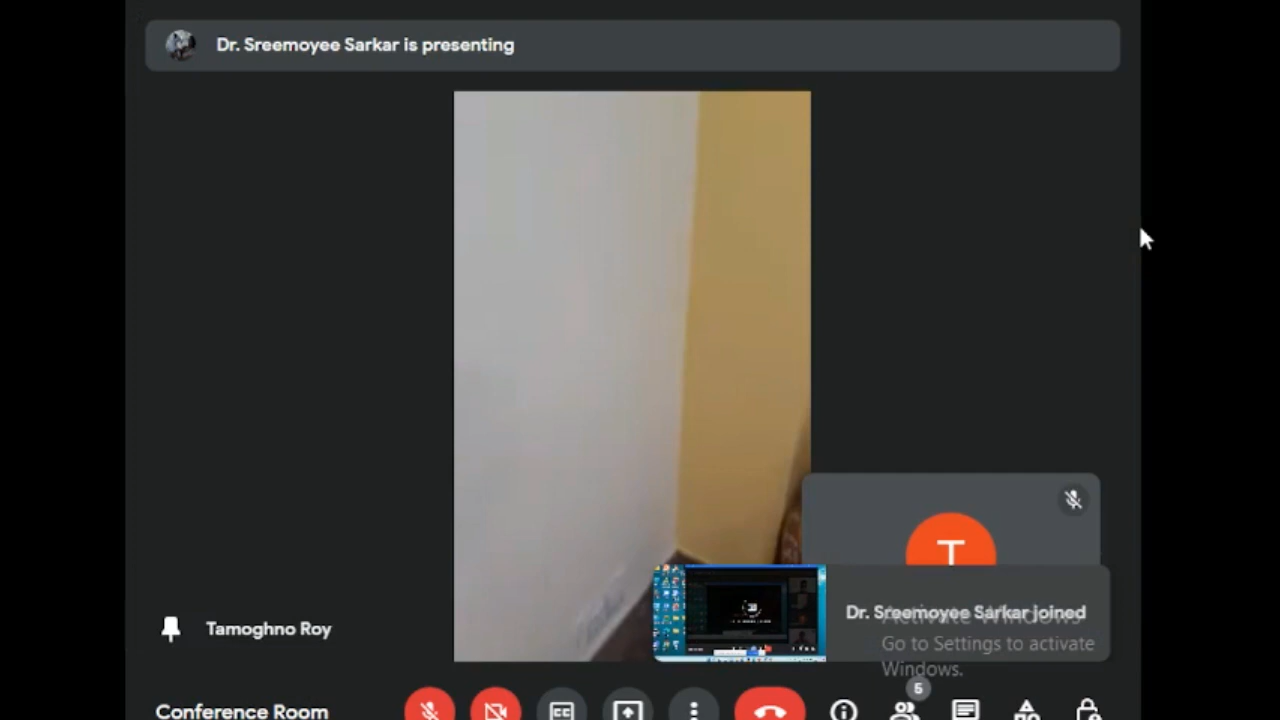 Dr. Sreemoyee Sarkar is presenting
T
Dr. Sreemoyee Sarkar joined
Activate Windows
Go to Settings to activate
Windows.
Tamoghno Roy
5
Conference Room
CC